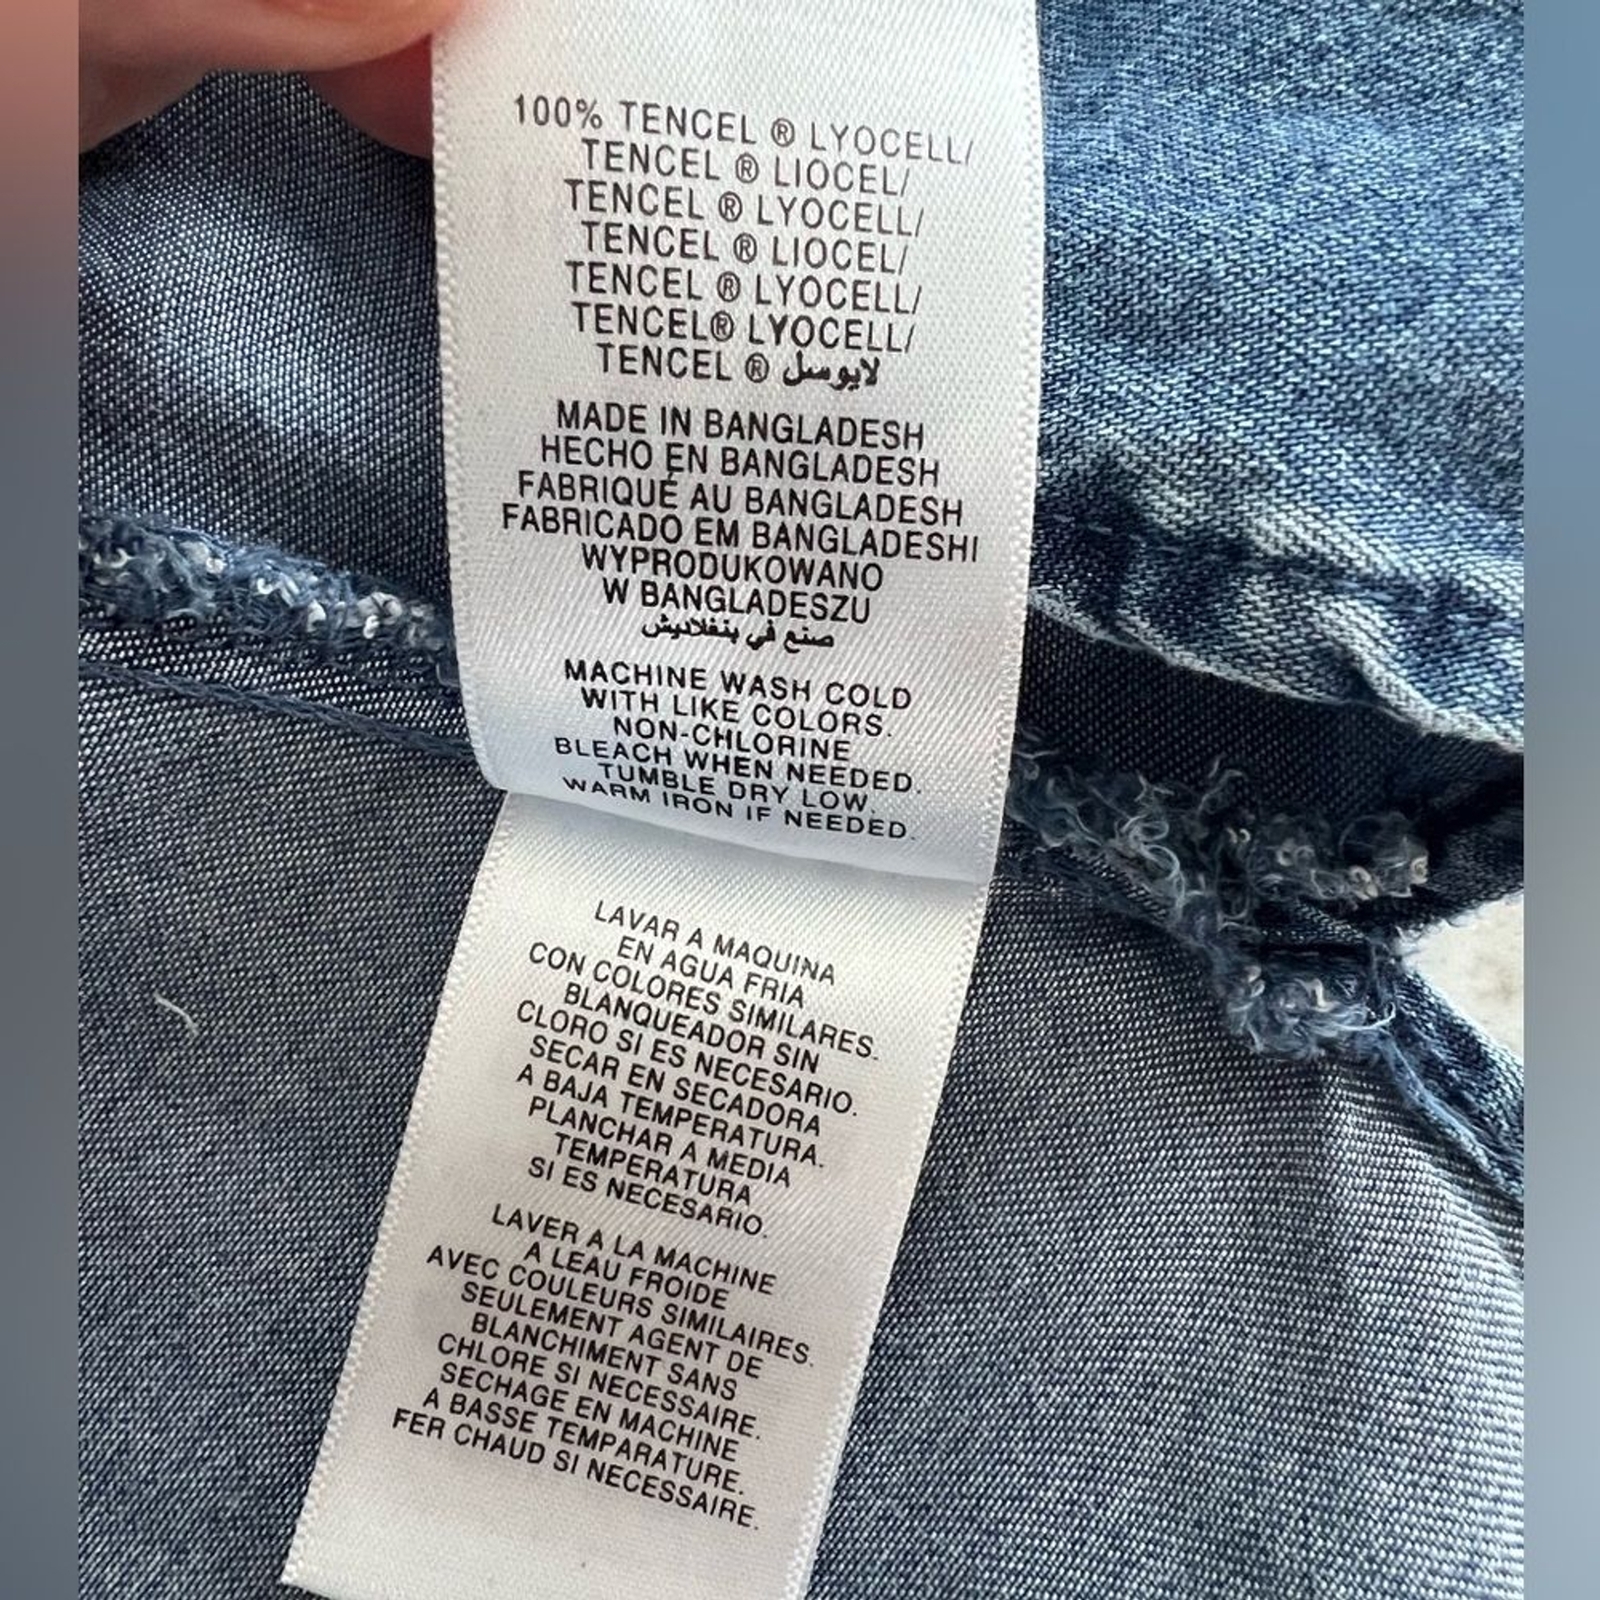 100% TENCEL ® LYOCELL/
TENCEL ® LIOCEL/
TENCEL ® LYOCELL/
TENCEL ® LIOCEL/
TENCEL ® LYOCELL/
TENCEL® LYOCELL/
TENCEL ® لايوسل
MADE IN BANGLADESH
HECHO EN BANGLADESH
FABRIQUÉ AU BANGLADESH
FABRICADO EM BANGLADESHI
WYPRODUKOWANO
W BANGLADESZU
صنع في بنغلاديش
MACHINE WASH COLD
WITH LIKE COLORS.
NON-CHLORINE
BLEACH WHEN NEEDED.
TUMBLE DRY LOW.
WARM IRON IF NEEDED.
LAVAR A MAQUINA
EN AGUA FRIA
CON COLORES SIMILARES.
BLANQUEADOR SIN
CLORO SI ES NECESARIO.
SECAR EN SECADORA
A BAJA TEMPERATURA.
PLANCHAR A MEDIA
TEMPERATURA
SI ES NECESARIO.
LAVER A LA MACHINE
A LEAU FROIDE
AVEC COULEURS SIMILAIRES.
SEULEMENT AGENT DE
BLANCHIMENT SANS
CHLORE SI NECESSAIRE.
SECHAGE EN MACHINE
A BASSE TEMPARATURE.
FER CHAUD SI NECESSAIRE.